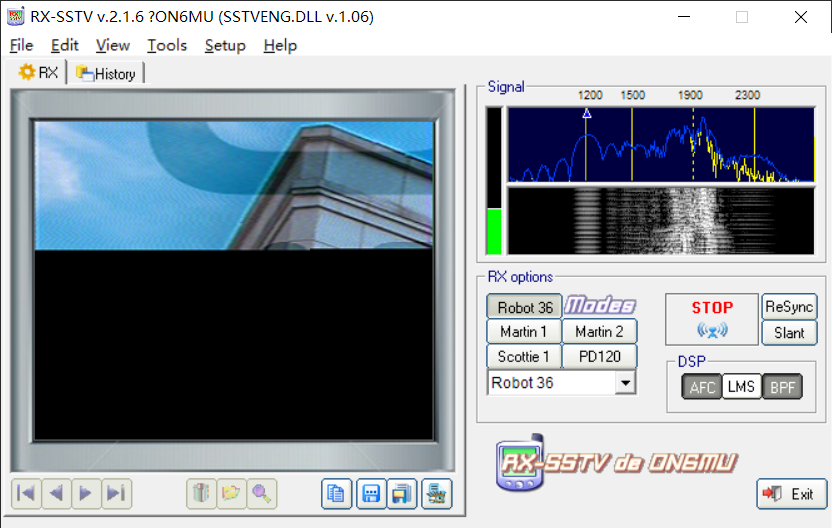 RX-SSTV v.2.1.6 ?ON6MU (SSTVENG.DLL v.1.06)
File Edit View Tools Setup Help
RX History
Signal
1200 1500 1900 2300
RX options
Robot 36 Modes
Martin 1 Martin 2
Scottie 1 PD120
Robot 36
STOP
ReSync
Slant
DSP
AFC LMS BPF
RX-SSTV de ON6MU
Exit